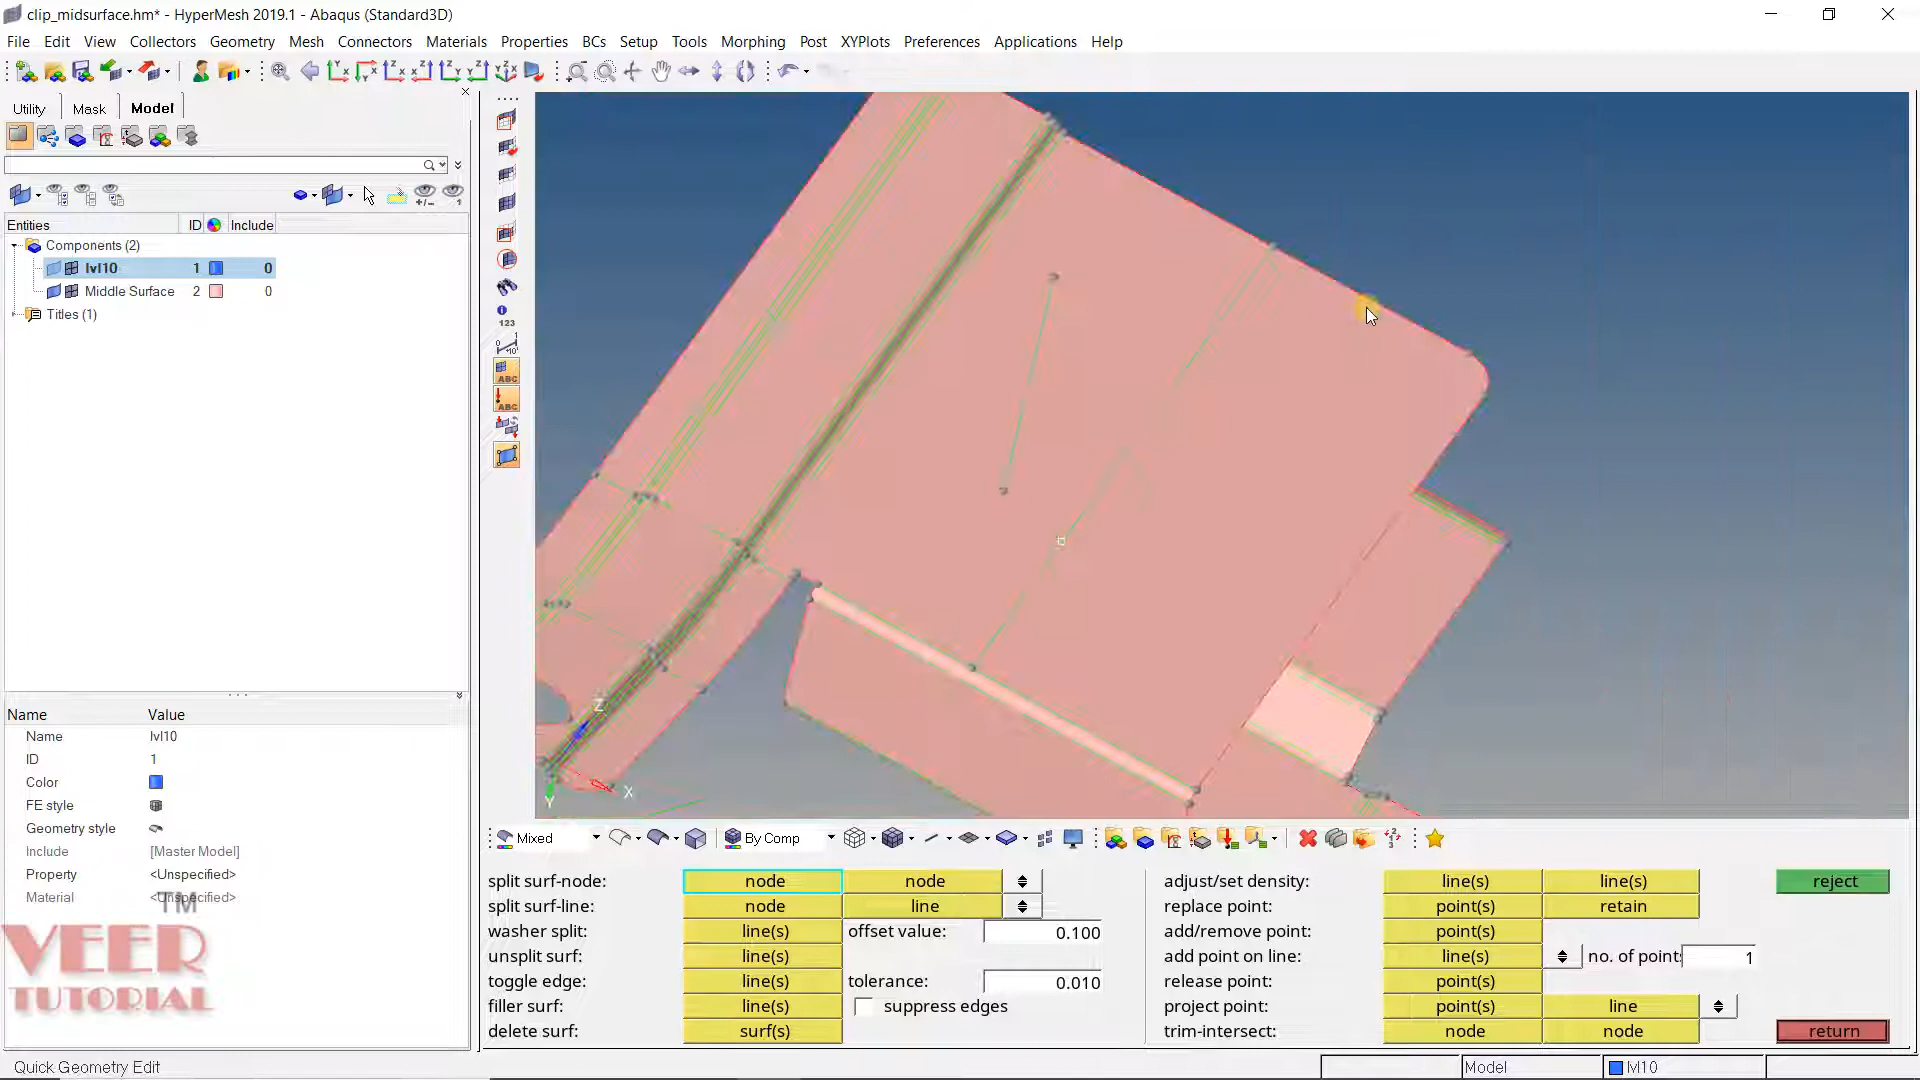 clip_midsurface.hm* - HyperMesh 2019.1 - Abaqus (Standard3D)
File Edit View Collectors Geometry Mesh Connectors Materials Properties BCs Setup Tools Morphing Post XYPlots Preferences Applications Help
Utility Mask Model
Entities ID Include
Components (2)
lvl10 1 0
Middle Surface 2 0
Titles (1)
123
ABC
ABC
Z
X
Y
Name Value
Name lvl10
ID 1
Color
FE style
Geometry style
Include [Master Model]
Property <Unspecified>
Material <Unspecified>
TM
VEER
TUTORIAL
Mixed By Comp
split surf-node: node node adjust/set density: line(s) line(s) reject
split surf-line: node line replace point: point(s) retain
washer split: line(s) offset value: 0.100 add/remove point: point(s)
unsplit surf: line(s) add point on line: line(s) no. of point 1
toggle edge: line(s) tolerance: 0.010 release point: point(s)
filler surf: line(s) suppress edges project point: point(s) line
delete surf: surf(s) trim-intersect: node node return
Quick Geometry Edit Model lvl10